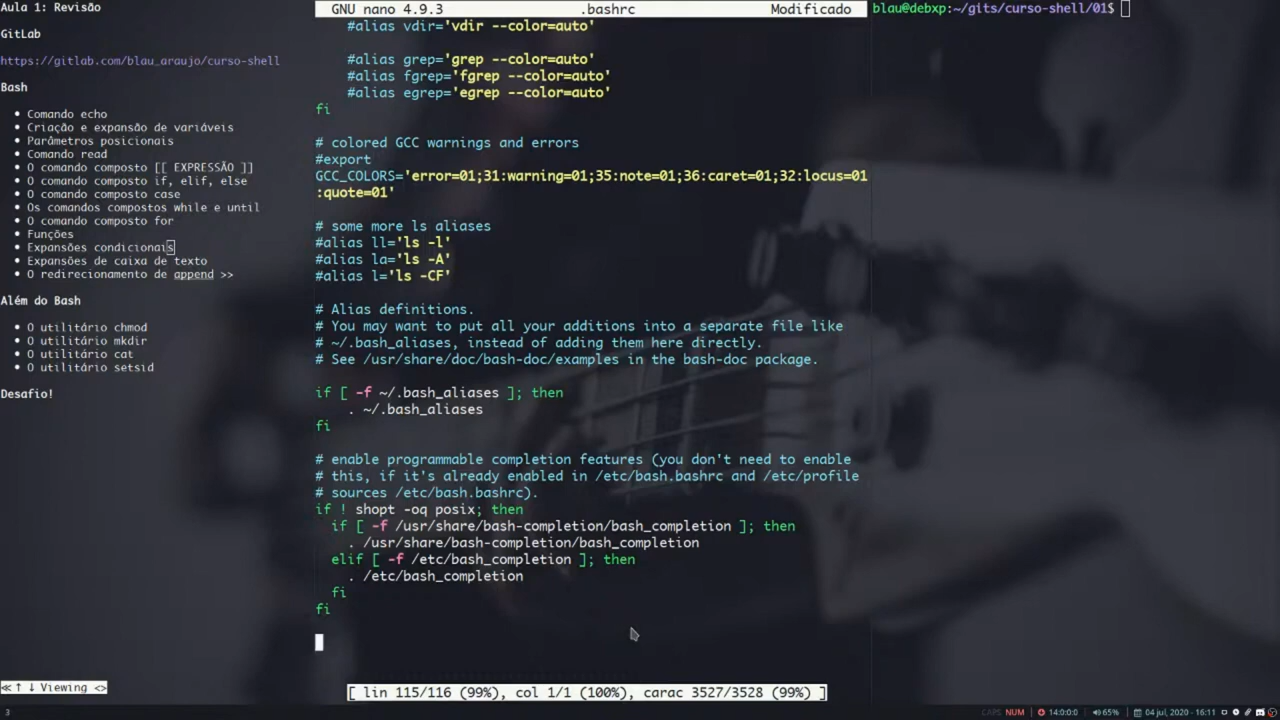 Aula 1: Revisão
GitLab
https://gitlab.com/blau_araujo/curso-shell
Bash
• Comando echo
• Criação e expansão de variáveis
• Parâmetros posicionais
• Comando read
• O comando composto [[ EXPRESSÃO ]]
• O comando composto if, elif, else
• O comando composto case
• Os comandos compostos while e until
• O comando composto for
• Funções
• Expansões condicionais
• Expansões de caixa de texto
• O redirecionamento de append >>
Além do Bash
• O utilitário chmod
• O utilitário mkdir
• O utilitário cat
• O utilitário setsid
Desafio!
≪↑ ↓ Viewing <>
GNU nano 4.9.3 .bashrc Modificado
#alias vdir='vdir --color=auto'
#alias grep='grep --color=auto'
#alias fgrep='fgrep --color=auto'
#alias egrep='egrep --color=auto'
fi
# colored GCC warnings and errors
#export
GCC_COLORS='error=01;31:warning=01;35:note=01;36:caret=01;32:locus=01
:quote=01'
# some more ls aliases
#alias ll='ls -l'
#alias la='ls -A'
#alias l='ls -CF'
# Alias definitions.
# You may want to put all your additions into a separate file like
# ~/.bash_aliases, instead of adding them here directly.
# See /usr/share/doc/bash-doc/examples in the bash-doc package.
if [ -f ~/.bash_aliases ]; then
. ~/.bash_aliases
fi
# enable programmable completion features (you don't need to enable
# this, if it's already enabled in /etc/bash.bashrc and /etc/profile
# sources /etc/bash.bashrc).
if ! shopt -oq posix; then
if [ -f /usr/share/bash-completion/bash_completion ]; then
. /usr/share/bash-completion/bash_completion
elif [ -f /etc/bash_completion ]; then
. /etc/bash_completion
fi
fi
[ lin 115/116 (99%), col 1/1 (100%), carac 3527/3528 (99%) ]
blau@debxp:~/gits/curso-shell/01$
3
CAPS NUM 14:0:0:0 65% 04 jul, 2020 - 16:11